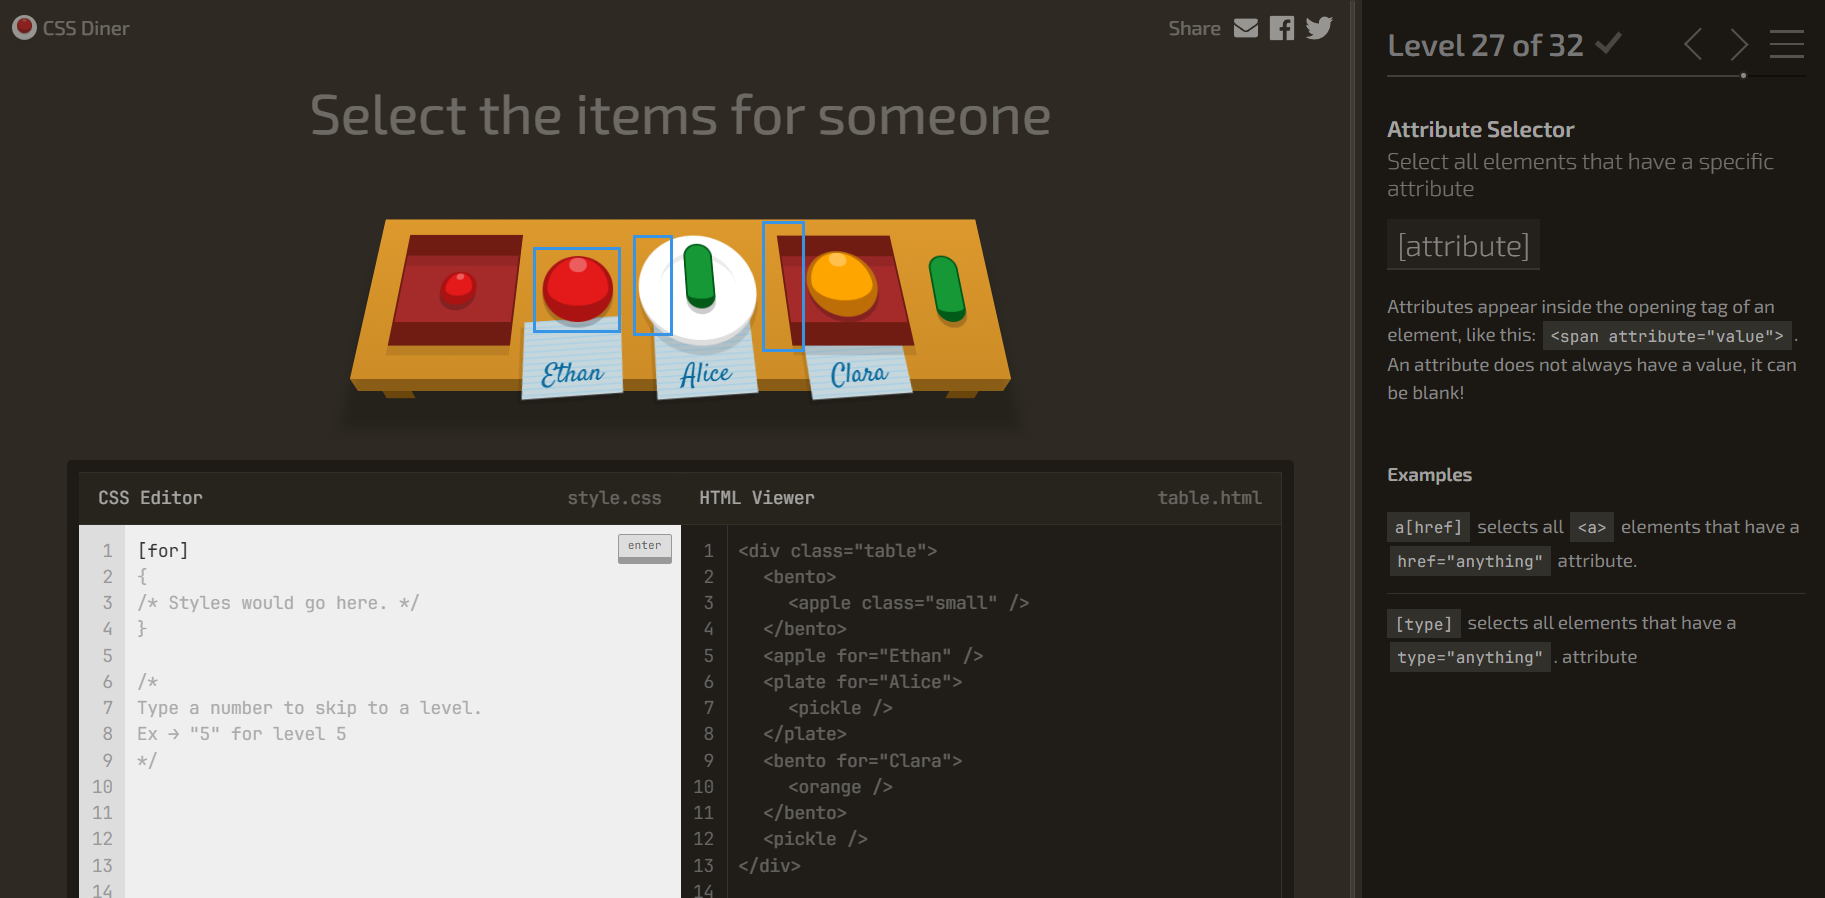 CSS Diner
Share
Select the items for someone
Ethan
Alice
Clara
CSS Editor
style.css
1 [for]
enter
2 {
3 /* Styles would go here. */
4 }
5
6 /*
7 Type a number to skip to a level.
8 Ex → "5" for level 5
9 */
10
11
12
13
14
HTML Viewer
table.html
1 <div class="table">
2 <bento>
3 <apple class="small" />
4 </bento>
5 <apple for="Ethan" />
6 <plate for="Alice">
7 <pickle />
8 </plate>
9 <bento for="Clara">
10 <orange />
11 </bento>
12 <pickle />
13 </div>
14
Level 27 of 32
Attribute Selector
Select all elements that have a specific
attribute
[attribute]
Attributes appear inside the opening tag of an
element, like this: <span attribute="value"> .
An attribute does not always have a value, it can
be blank!
Examples
a[href] selects all <a> elements that have a
href="anything" attribute.
[type] selects all elements that have a
type="anything" . attribute